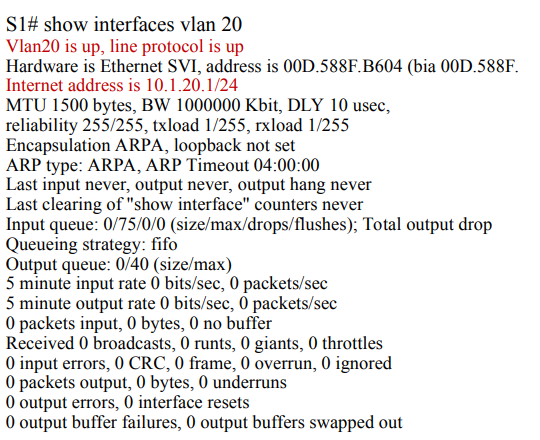 S1# show interfaces vlan 20
Vlan20 is up, line protocol is up
Hardware is Ethernet SVI, address is 00D.588F.B604 (bia 00D.588F.
Internet address is 10.1.20.1/24
MTU 1500 bytes, BW 1000000 Kbit, DLY 10 usec,
reliability 255/255, txload 1/255, rxload 1/255
Encapsulation ARPA, loopback not set
ARP type: ARPA, ARP Timeout 04:00:00
Last input never, output never, output hang never
Last clearing of "show interface" counters never
Input queue: 0/75/0/0 (size/max/drops/flushes); Total output drop
Queueing strategy: fifo
Output queue: 0/40 (size/max)
5 minute input rate 0 bits/sec, 0 packets/sec
5 minute output rate 0 bits/sec, 0 packets/sec
0 packets input, 0 bytes, 0 no buffer
Received 0 broadcasts, 0 runts, 0 giants, 0 throttles
0 input errors, 0 CRC, 0 frame, 0 overrun, 0 ignored
0 packets output, 0 bytes, 0 underruns
0 output errors, 0 interface resets
0 output buffer failures, 0 output buffers swapped out